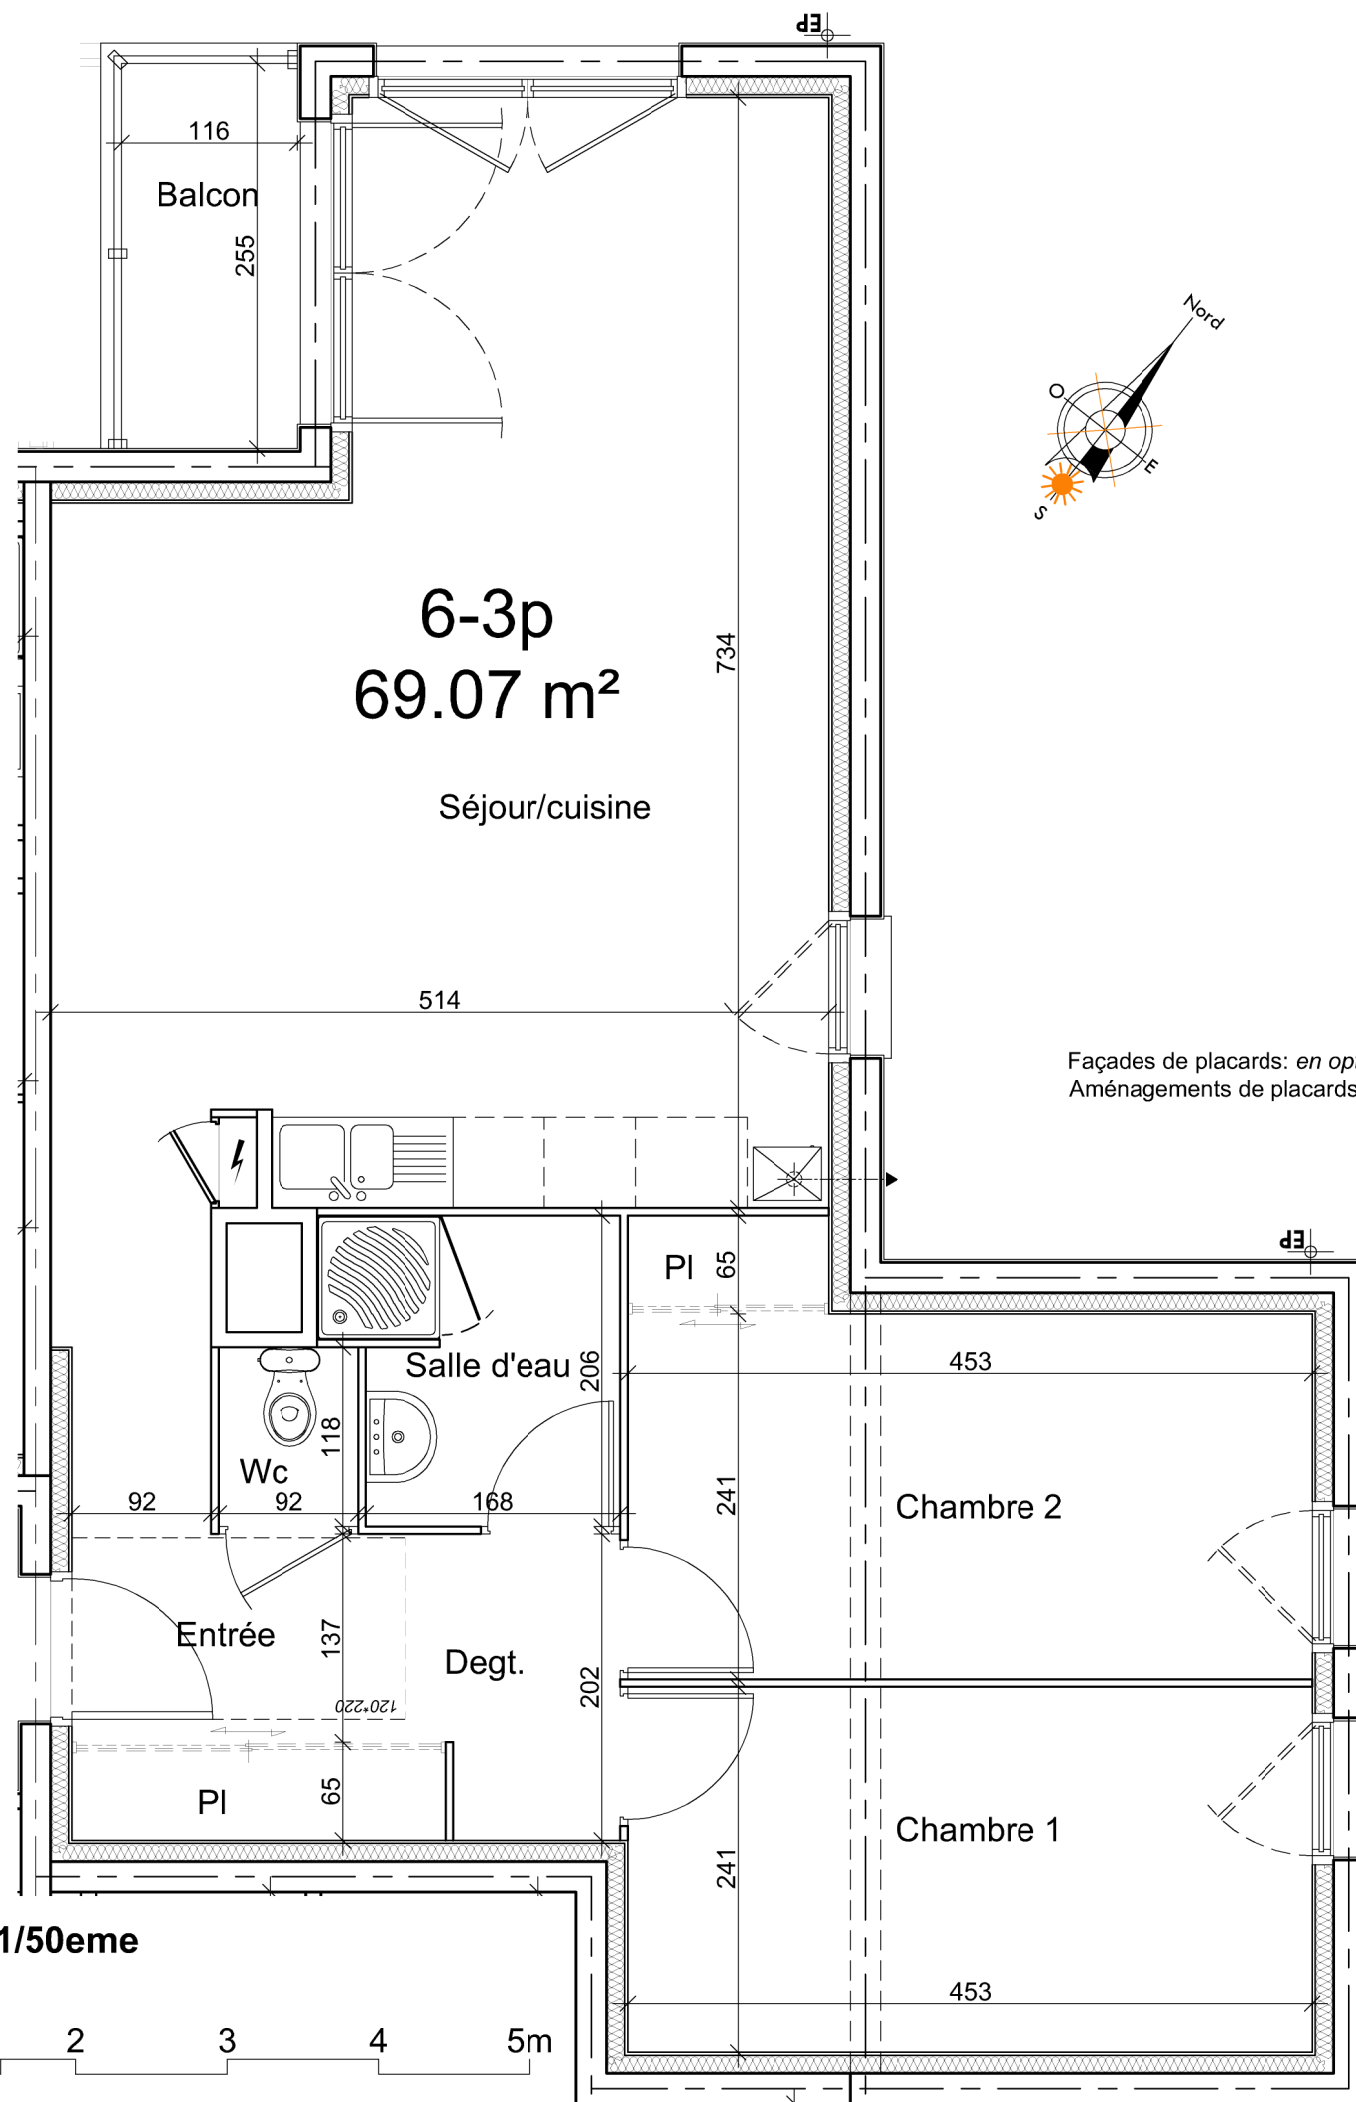 EP
116
Balcon
255
Nord
O
E
S
6-3p
69.07 m²
734
Séjour/cuisine
514
Façades de placards: en
Aménagements de placards
EP
Pl
65
453
Salle d'eau
206
118
Wc
92
92
168
241
Chambre 2
Entrée
137
Degt.
202
120*220
Pl
65
Chambre 1
241
453
1/50eme
2
3
4
5m